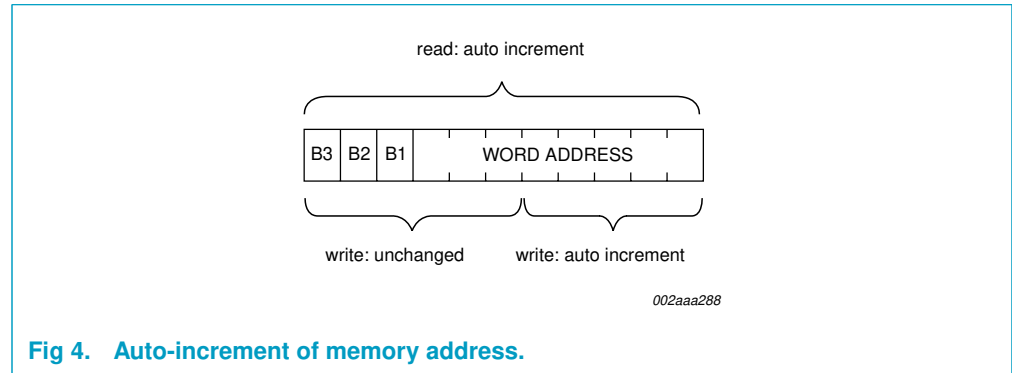 read: auto increment
B3 B2 B1 WORD ADDRESS
write: unchanged write: auto increment
002aaa288
Fig 4. Auto-increment of memory address.